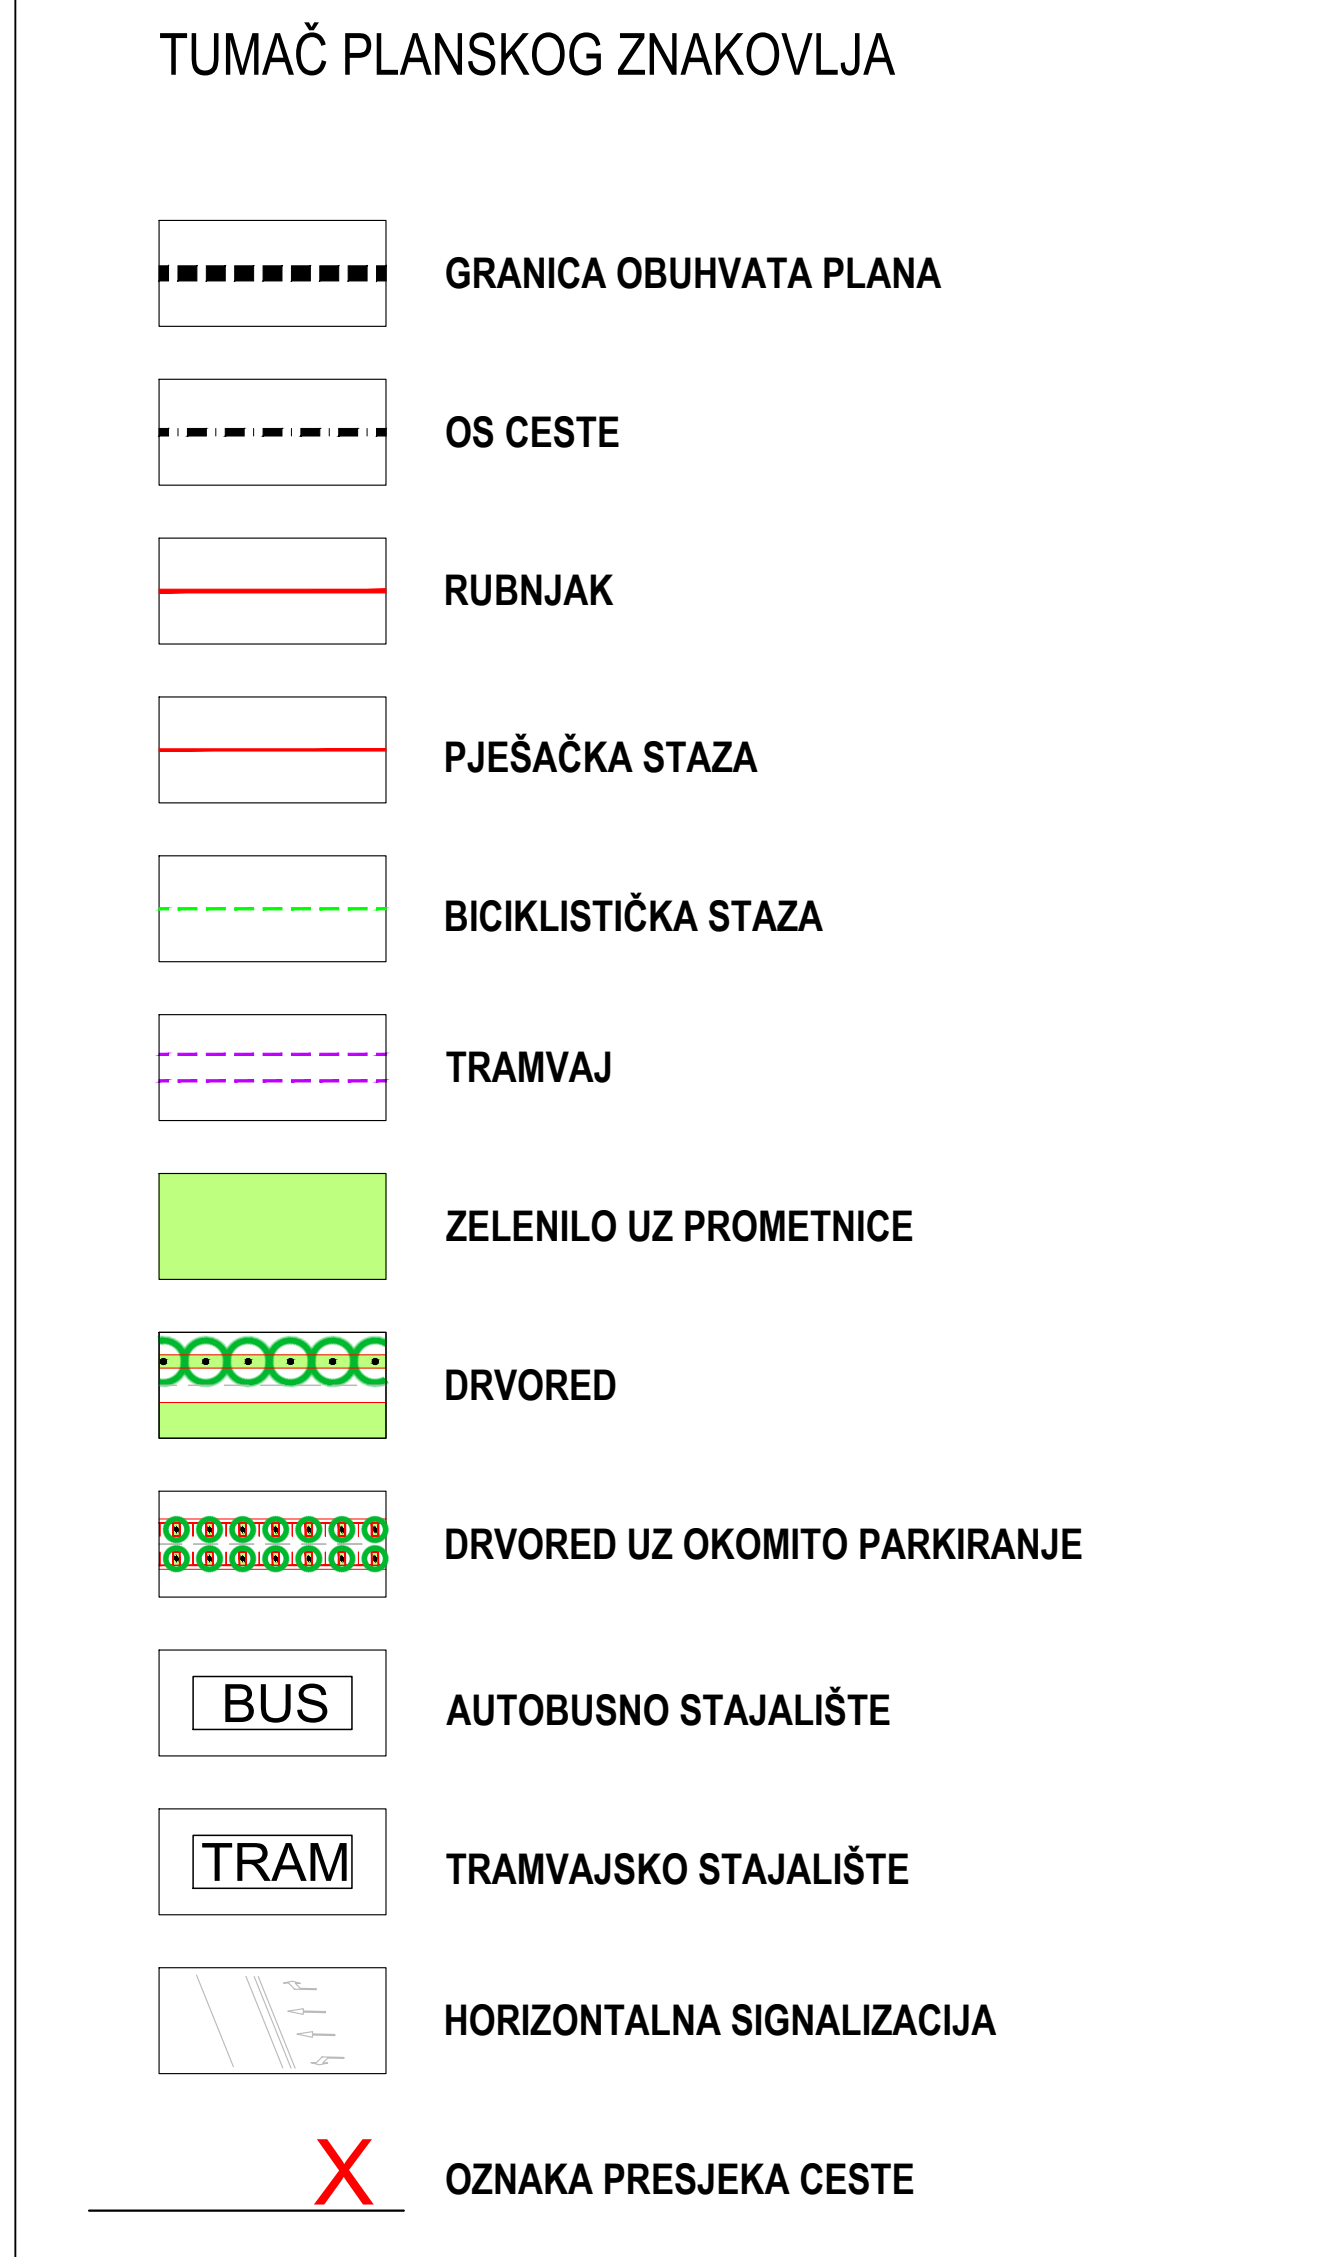 TUMAČ PLANSKOG ZNAKOVLJA
GRANICA OBUHVATA PLANA
OS CESTE
RUBNJAK
PJEŠAČKA STAZA
BICIKLISTIČKA STAZA
TRAMVAJ
ZELENILO UZ PROMETNICE
DRVORED
DRVORED UZ OKOMITO PARKIRANJE
BUS
AUTOBUSNO STAJALIŠTE
TRAM
TRAMVAJSKO STAJALIŠTE
HORIZONTALNA SIGNALIZACIJA
X
OZNAKA PRESJEKA CESTE